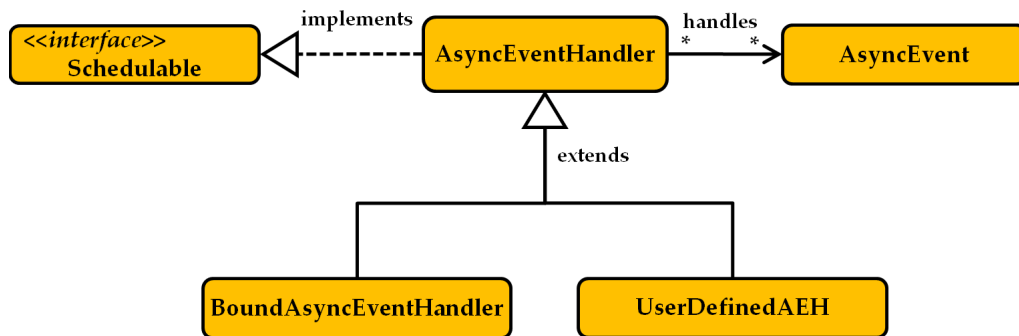 implements
handles
<<interface>>
Schedulable
AsyncEventHandler
* *
AsyncEvent
extends
BoundAsyncEventHandler
UserDefinedAEH